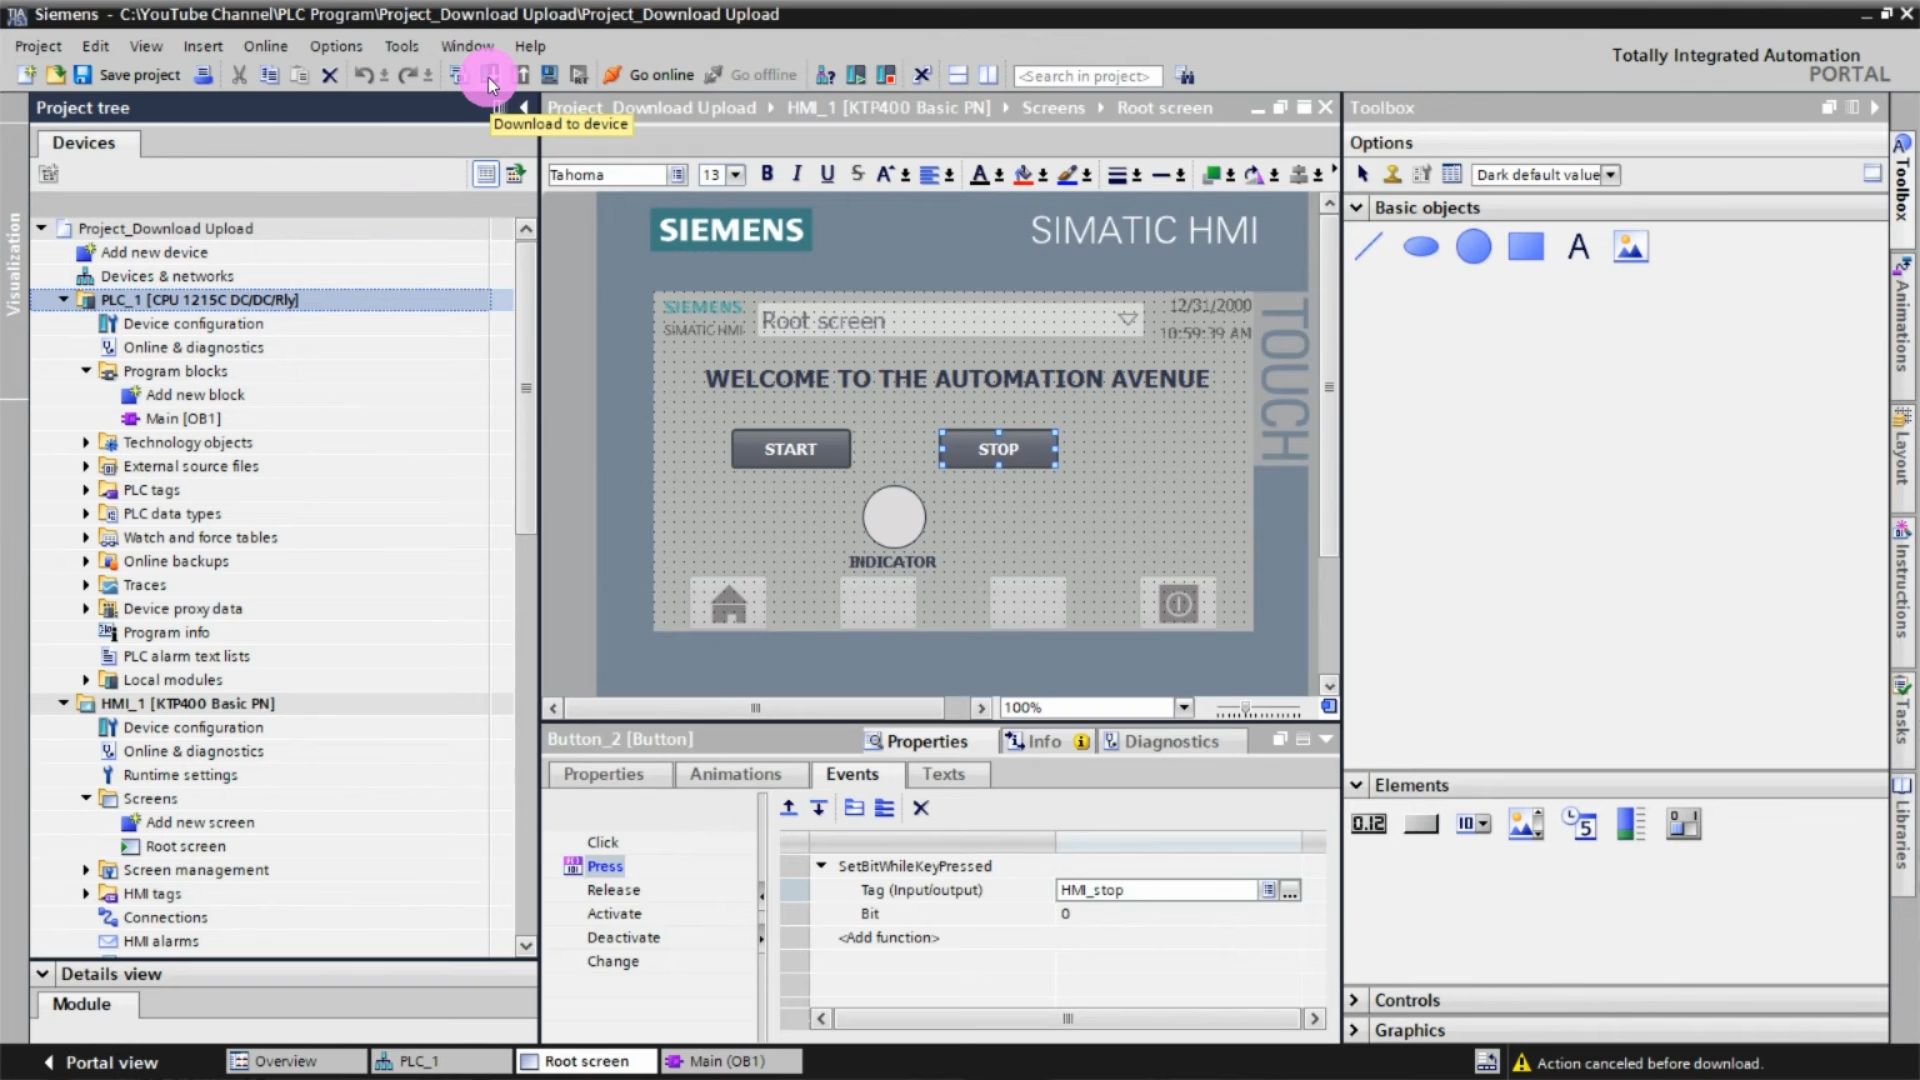 Siemens - C:\YouTube Channel\PLC Program\Project_Download Upload\Project_Download Upload
Project Edit View Insert Online Options Tools Window Help
Totally Integrated Automation
PORTAL
Save project
Go online
Go offline
<Search in project>
Project tree
Download to device
Project_Download Upload HMI_1 [KTP400 Basic PN] Screens Root screen
Toolbox
Devices
Options
Tahoma
13
B I U S A A
Dark default value
Basic objects
A
Visualization
Project_Download Upload
Add new device
Devices & networks
PLC_1 [CPU 1215C DC/DC/Rly]
Device configuration
Online & diagnostics
Program blocks
Add new block
Main [OB1]
Technology objects
External source files
PLC tags
PLC data types
Watch and force tables
Online backups
Traces
Device proxy data
Program info
PLC alarm text lists
Local modules
HMI_1 [KTP400 Basic PN]
Device configuration
Online & diagnostics
Runtime settings
Screens
Add new screen
Root screen
Screen management
HMI tags
Connections
HMI alarms
Details view
Module
SIEMENS
SIMATIC HMI
SIEMENS
SIMATIC HMI
Root screen
12/31/2000
10:59:39 AM
TOUCH
WELCOME TO THE AUTOMATION AVENUE
START
STOP
INDICATOR
100%
Button_2 [Button]
Properties
Info
Diagnostics
Properties
Animations
Events
Texts
Click
Press
Release
Activate
Deactivate
Change
SetBitWhileKeyPressed
Tag (Input/output)
HMI_stop
Bit
0
<Add function>
Elements
0.12
10
5
Controls
Graphics
Toolbox
Animations
Layout
Instructions
Tasks
Libraries
Portal view
Overview
PLC_1
Root screen
Main (OB1)
Action canceled before download.